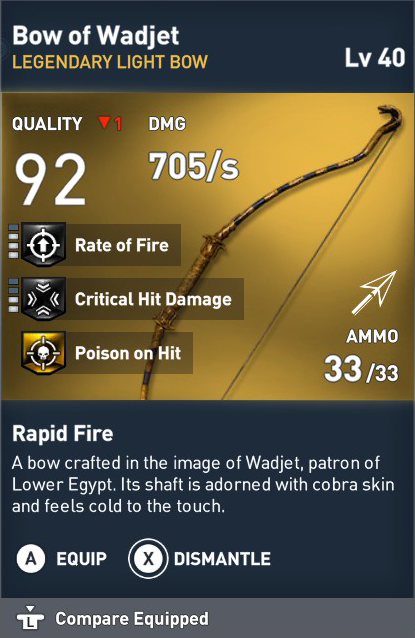 Bow of Wadjet
LEGENDARY LIGHT BOW
Lv 40
QUALITY ▼1 DMG
92 705/s
Rate of Fire
Critical Hit Damage
Poison on Hit
AMMO
33/33
Rapid Fire
A bow crafted in the image of Wadjet, patron of
Lower Egypt. Its shaft is adorned with cobra skin
and feels cold to the touch.
A EQUIP X DISMANTLE
L Compare Equipped